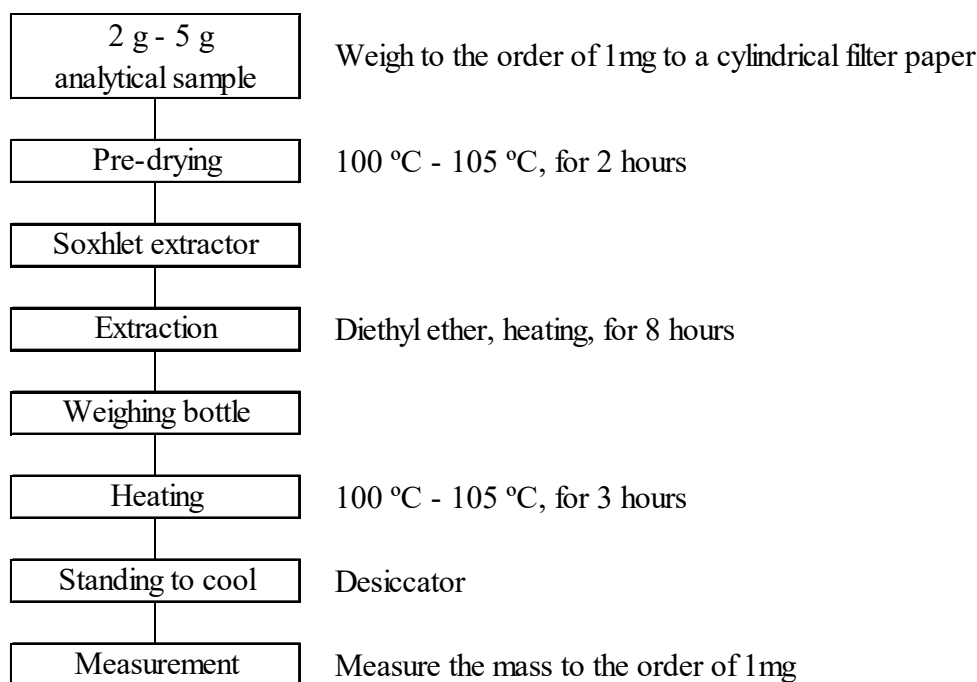 2 g - 5 g
analytical sample
Weigh to the order of 1mg to a cylindrical filter paper
Pre-drying
100 ºC - 105 ºC, for 2 hours
Soxhlet extractor
Extraction
Diethyl ether, heating, for 8 hours
Weighing bottle
Heating
100 ºC - 105 ºC, for 3 hours
Standing to cool
Desiccator
Measurement
Measure the mass to the order of 1mg